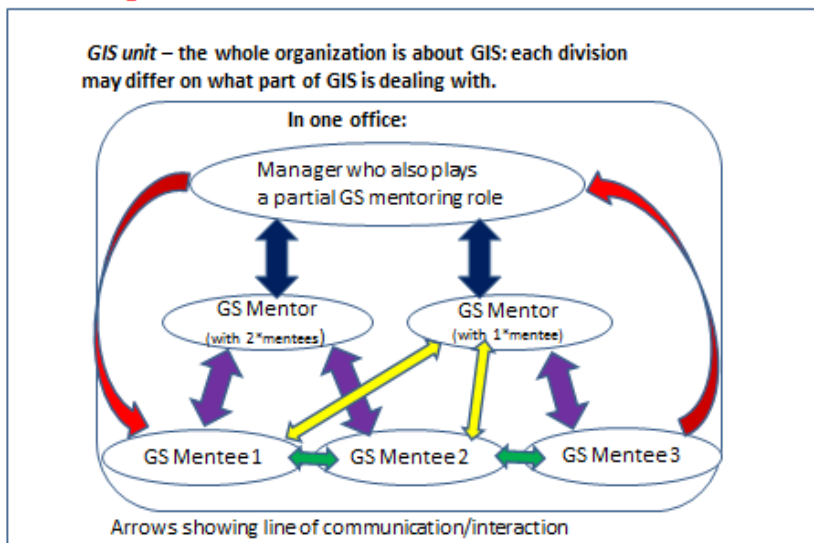 GIS unit – the whole organization is about GIS: each division
may differ on what part of GIS is dealing with.
In one office:
Manager who also plays
a partial GS mentoring role
GS Mentor
(with 2*mentees)
GS Mentor
(with 1*mentee)
GS Mentee 1
GS Mentee 2
GS Mentee 3
Arrows showing line of communication/interaction